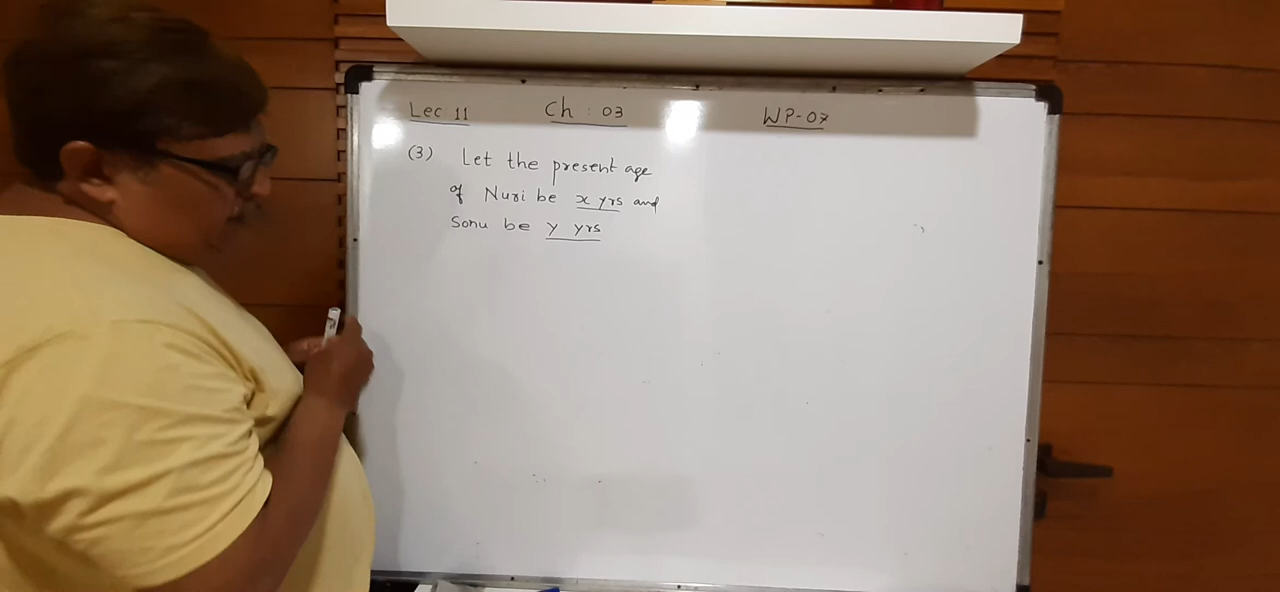 Lec 11 Ch : 03 WP-07
(3) Let the present age
of Nuri be x yrs and
Sonu be y yrs